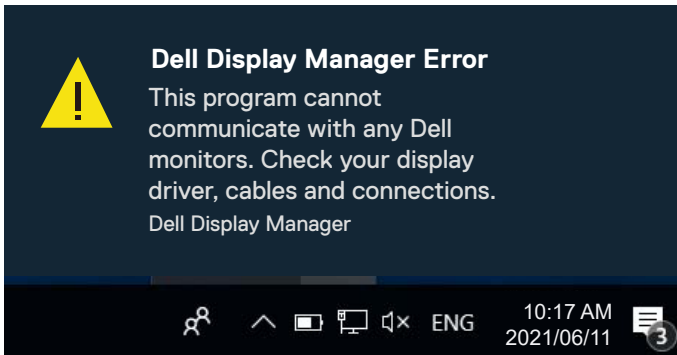 Dell Display Manager Error
This program cannot
communicate with any Dell
monitors. Check your display
driver, cables and connections.
Dell Display Manager
ENG
10:17 AM
2021/06/11
3